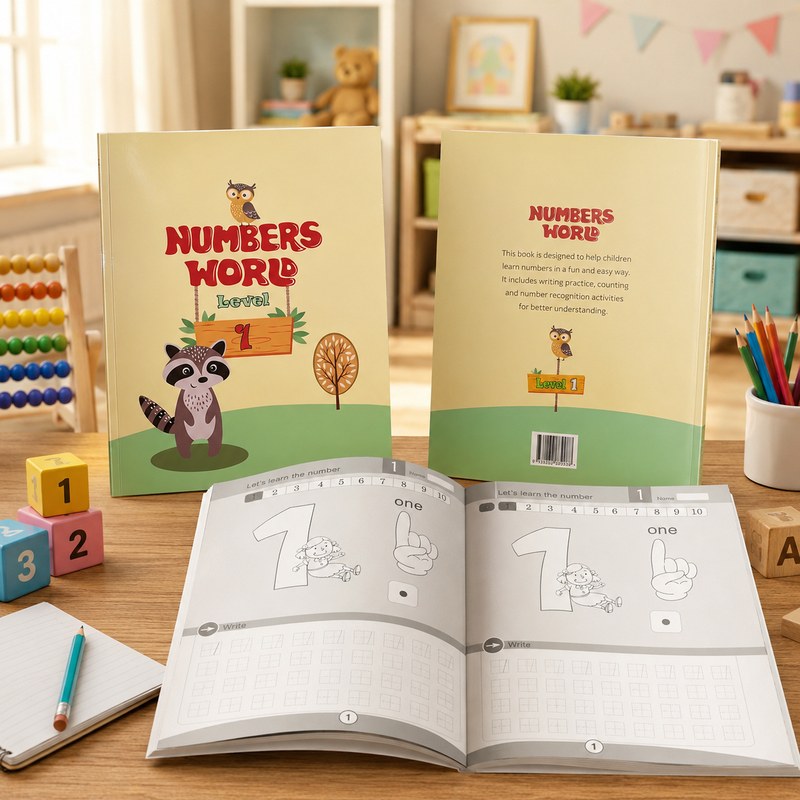 NUMBERS
WORLD
Level
1
NUMBERS
WORLD
This book is designed to help children
learn numbers in a fun and easy way.
It includes writing practice, counting
and number recognition activities
for better understanding.
Level 1
Let's learn the number
1
Name
2 3 4 5 6 7 8 9 10
one
Write
1
Let's learn the number
1
Name
1 2 3 4 5 6 7 8 9 10
one
Write
1
1
2
3
A